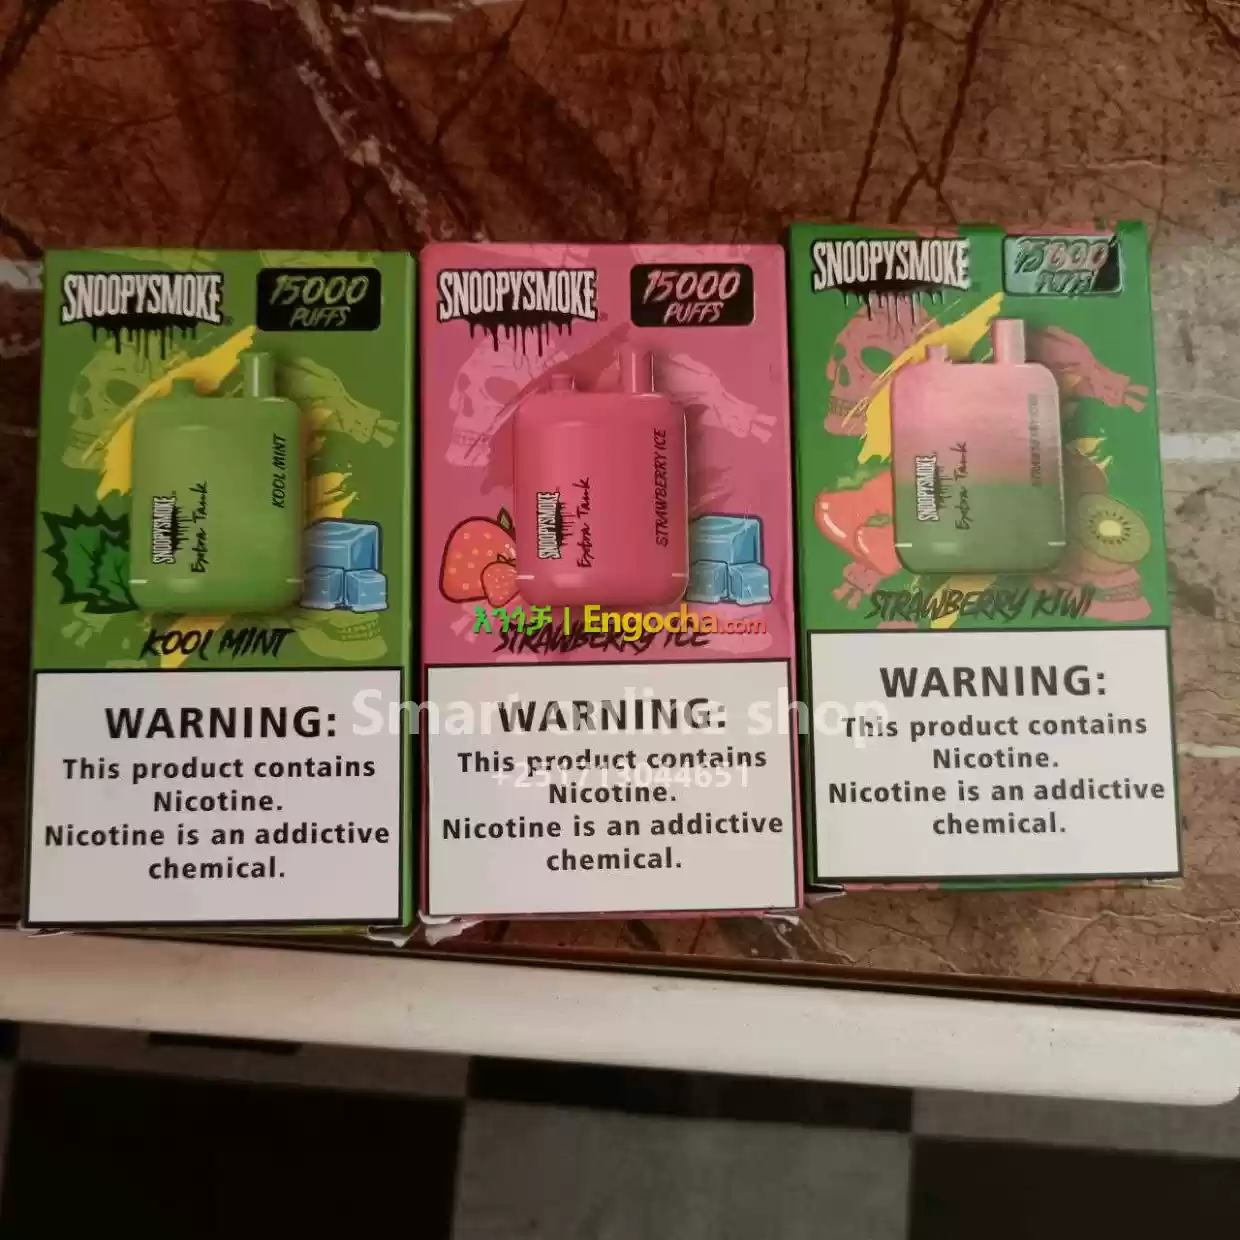 SNOOPYSMOKE
15000
PUFFS
KOOL MINT
SNOOPYSMOKE
Extra Tank
KOOL MINT
WARNING:
This product contains
Nicotine.
Nicotine is an addictive
chemical.
SNOOPYSMOKE
15000
PUFFS
STRAWBERRY ICE
SNOOPYSMOKE
Extra Tank
STRAWBERRY ICE
WARNING:
This product contains
Nicotine.
Nicotine is an addictive
chemical.
SNOOPYSMOKE
15000
PUFFS
SNOOPYSMOKE
Extra Tank
STRAWBERRY KIWI
WARNING:
This product contains
Nicotine.
Nicotine is an addictive
chemical.
እንጎቻ | Engocha.com
Smart online shop
+251713044651